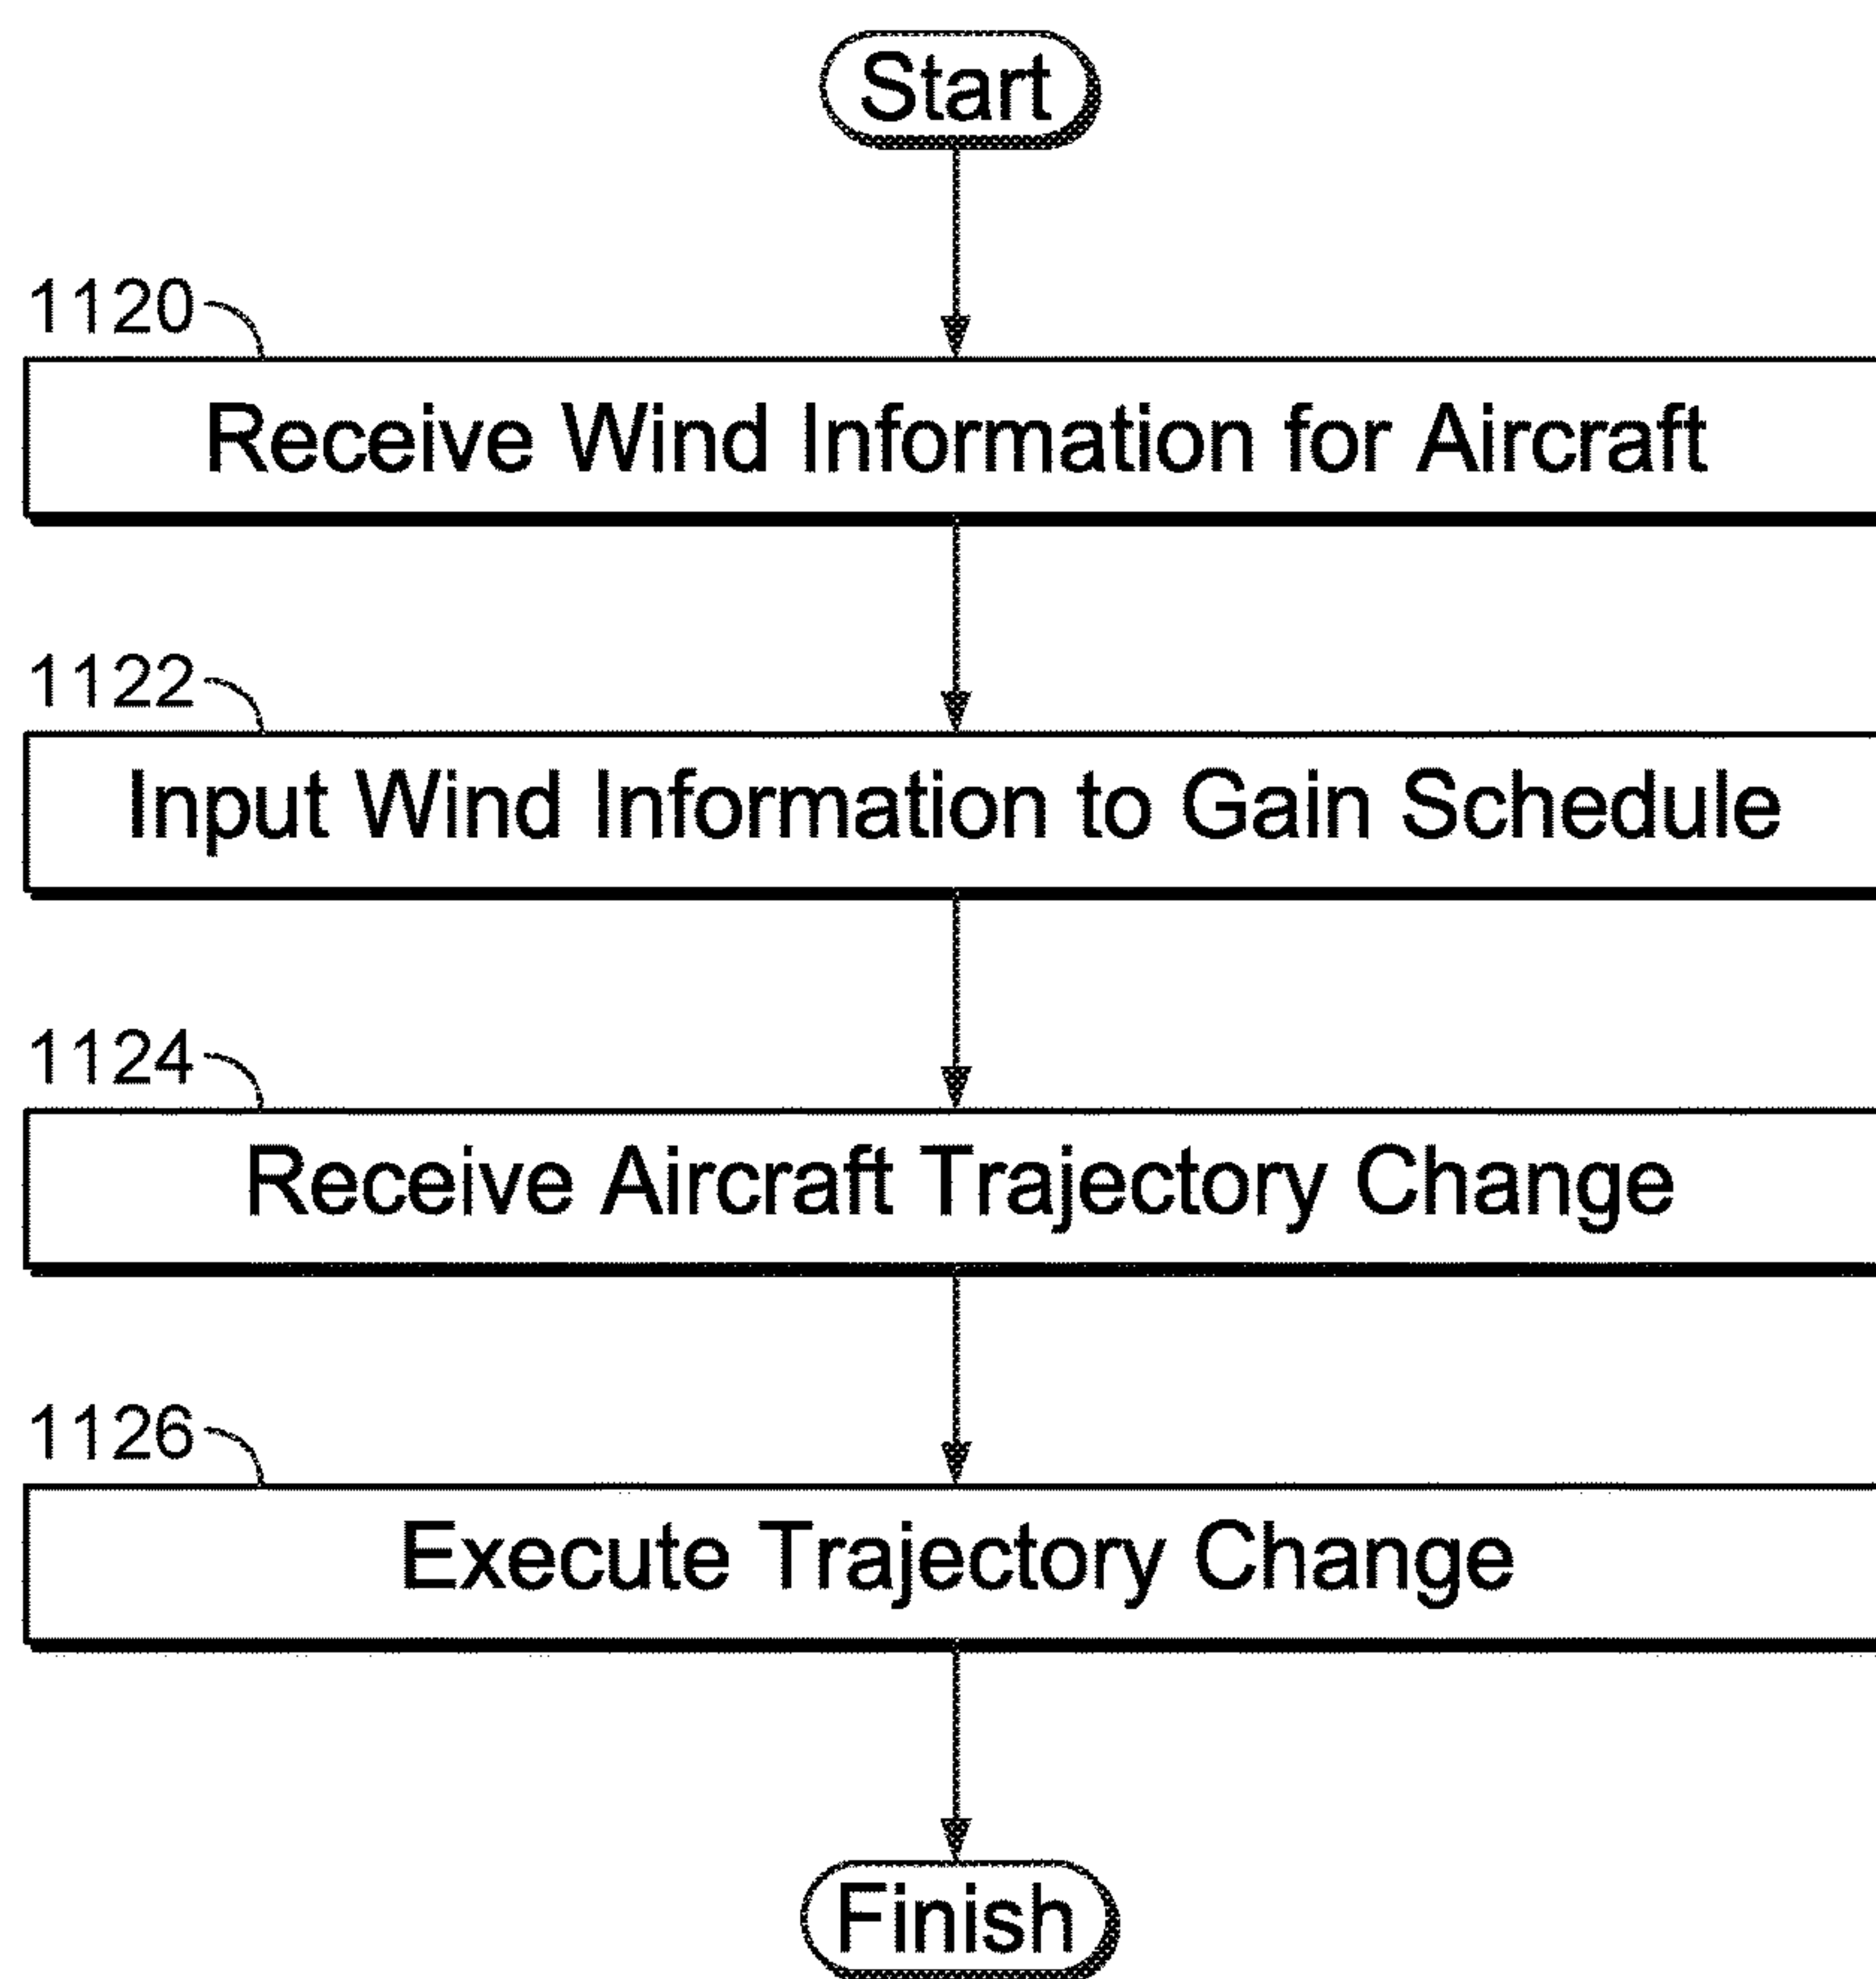 Start
1120
Receive Wind Information for Aircraft
1122
Input Wind Information to Gain Schedule
1124
Receive Aircraft Trajectory Change
1126
Execute Trajectory Change
Finish